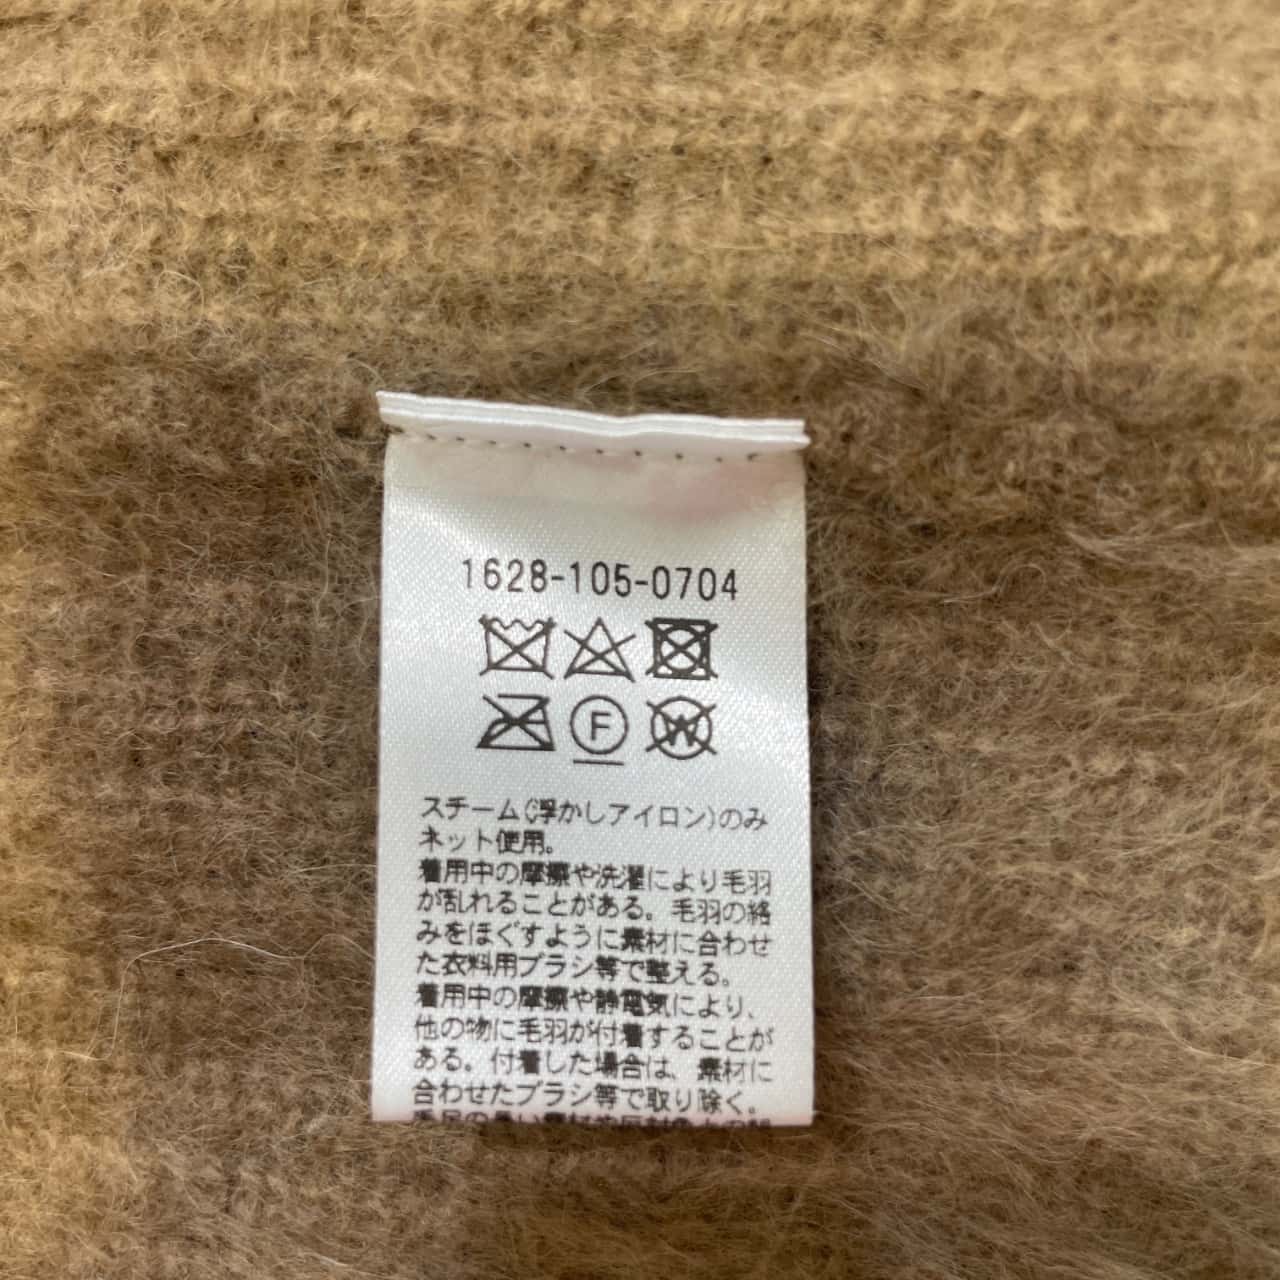 1628-105-0704
F
W
スチーム(浮かしアイロン)のみ
ネット使用。
着用中の摩擦や洗濯により毛羽
が乱れることがある。毛羽の絡
みをほぐすように素材に合わせ
た衣料用ブラシ等で整える。
着用中の摩擦や静電気により、
他の物に毛羽が付着することが
ある。付着した場合は、素材に
合わせたブラシ等で取り除く。